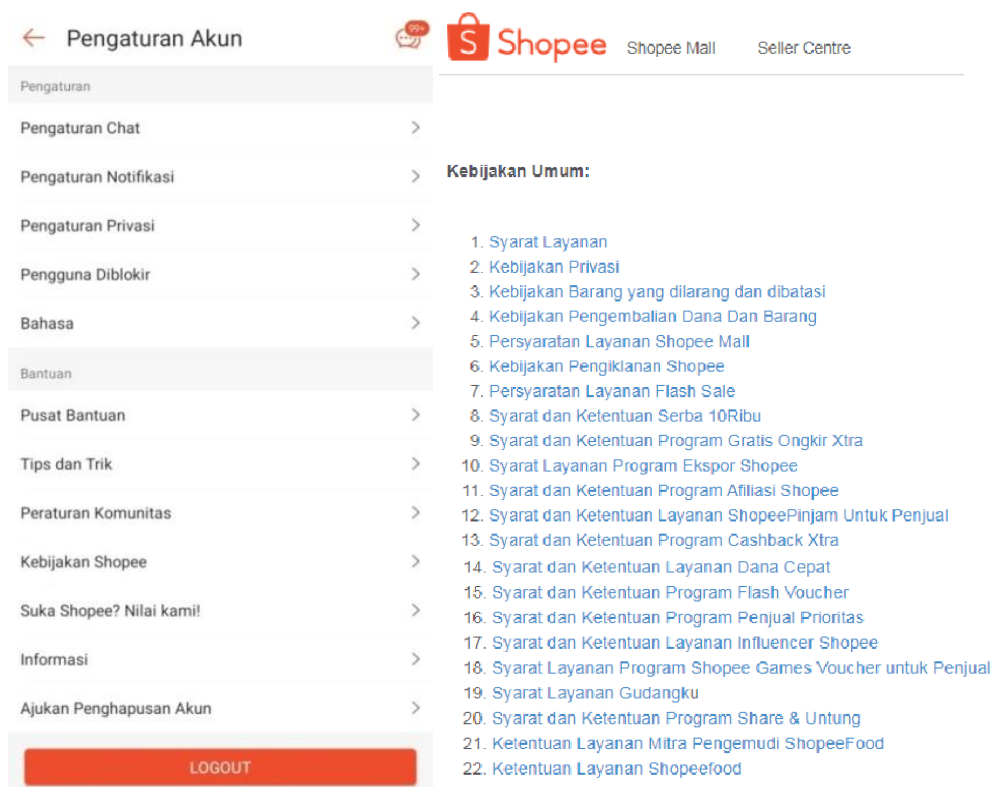 Pengaturan Akun
99+
Pengaturan
Pengaturan Chat
Pengaturan Notifikasi
Pengaturan Privasi
Pengguna Diblokir
Bahasa
Bantuan
Pusat Bantuan
Tips dan Trik
Peraturan Komunitas
Kebijakan Shopee
Suka Shopee? Nilai kami!
Informasi
Ajukan Penghapusan Akun
LOGOUT
S Shopee Shopee Mall Seller Centre
Kebijakan Umum:
1. Syarat Layanan
2. Kebijakan Privasi
3. Kebijakan Barang yang dilarang dan dibatasi
4. Kebijakan Pengembalian Dana Dan Barang
5. Persyaratan Layanan Shopee Mall
6. Kebijakan Pengiklanan Shopee
7. Persyaratan Layanan Flash Sale
8. Syarat dan Ketentuan Serba 10Ribu
9. Syarat dan Ketentuan Program Gratis Ongkir Xtra
10. Syarat Layanan Program Ekspor Shopee
11. Syarat dan Ketentuan Program Afiliasi Shopee
12. Syarat dan Ketentuan Layanan ShopeePinjam Untuk Penjual
13. Syarat dan Ketentuan Program Cashback Xtra
14. Syarat dan Ketentuan Layanan Dana Cepat
15. Syarat dan Ketentuan Program Flash Voucher
16. Syarat dan Ketentuan Program Penjual Prioritas
17. Syarat dan Ketentuan Layanan Influencer Shopee
18. Syarat Layanan Program Shopee Games Voucher untuk Penjual
19. Syarat Layanan Gudangku
20. Syarat dan Ketentuan Program Share & Untung
21. Ketentuan Layanan Mitra Pengemudi ShopeeFood
22. Ketentuan Layanan Shopeefood